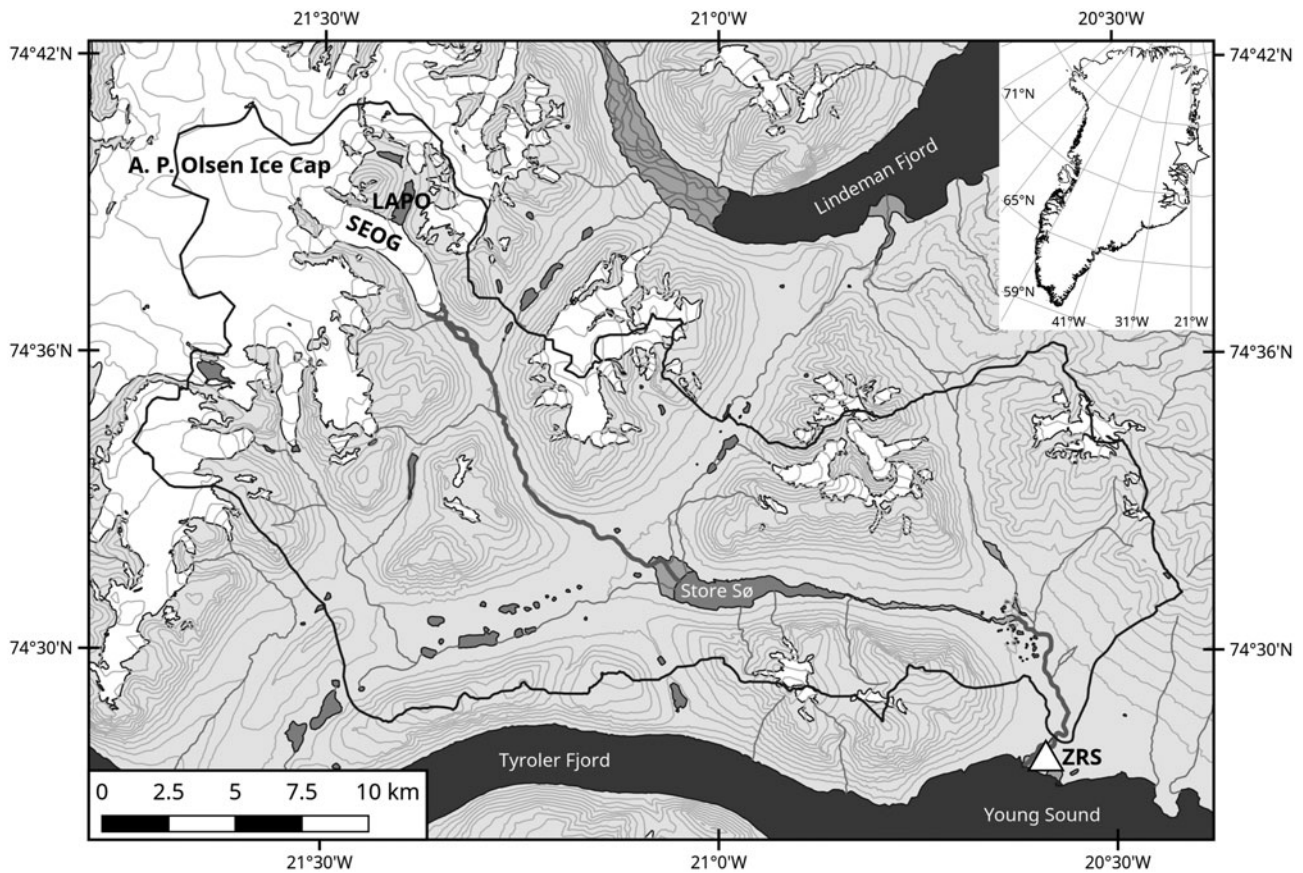 21°30'W
21°0'W
20°30'W
74°42'N
74°42'N
71°N
A. P. Olsen Ice Cap
Lindeman Fjord
LAPO
65°N
SEOG
59°N
41°W
31°W
21°W
74°36'N
74°36'N
Store Sø
74°30'N
74°30'N
ZRS
Tyroler Fjord
0
2.5
5
7.5
10 km
Young Sound
21°30'W
21°0'W
20°30'W